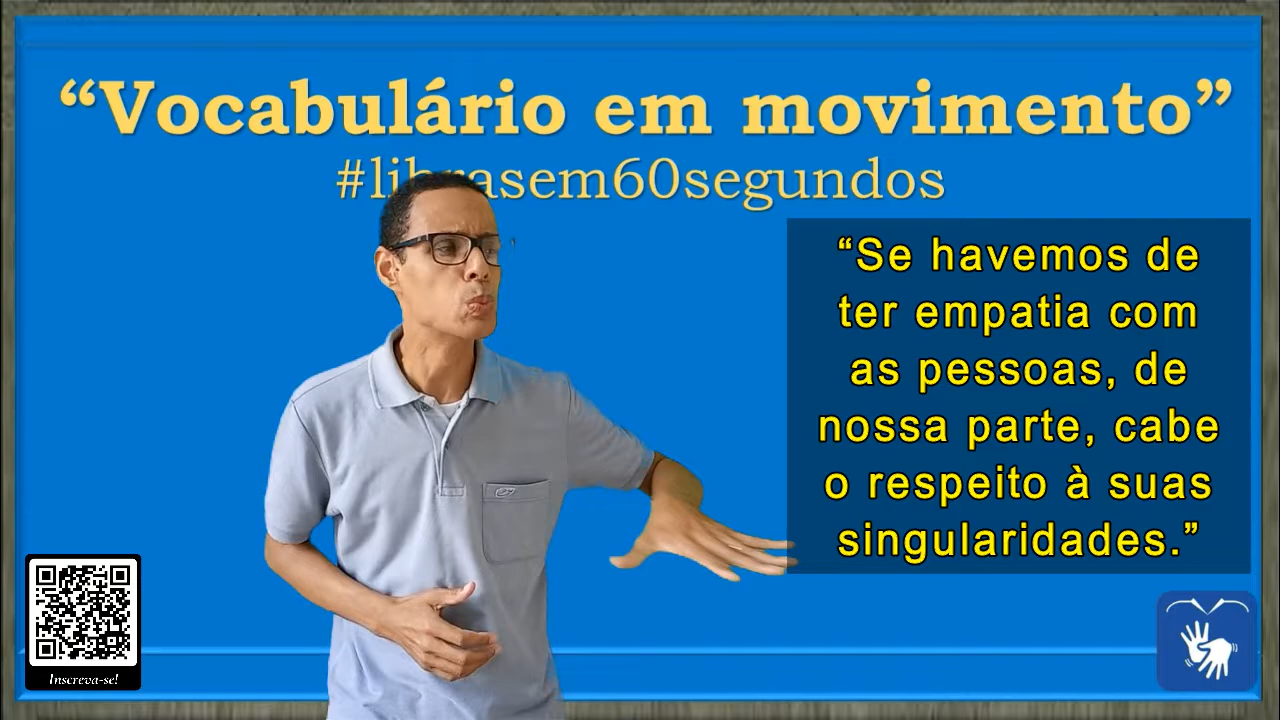 “Vocabulário em movimento”
#librasem60segundos
“Se havemos de
ter empatia com
as pessoas, de
nossa parte, cabe
o respeito à suas
singularidades.”
Inscreva-se!